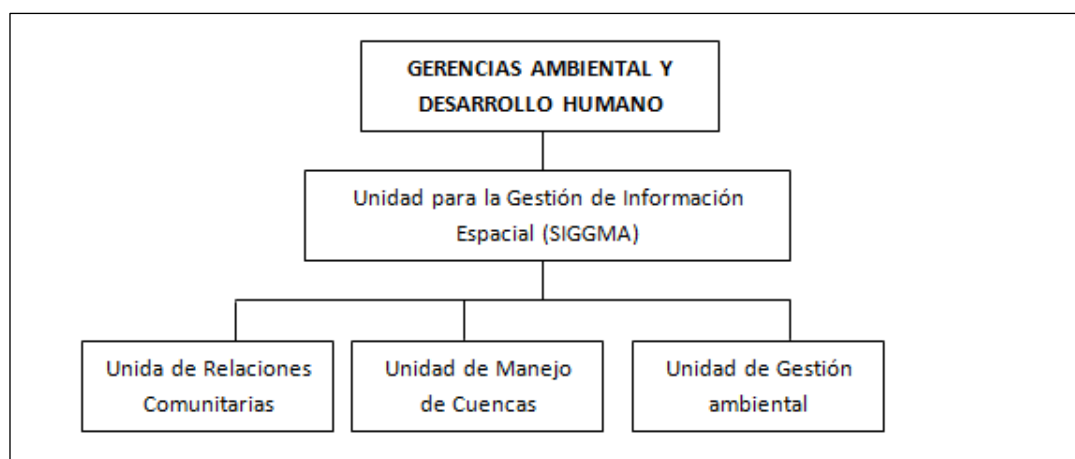 GERENCIAS AMBIENTAL Y
DESARROLLO HUMANO
Unidad para la Gestión de Información
Espacial (SIGGMA)
Unida de Relaciones
Comunitarias
Unidad de Manejo
de Cuencas
Unidad de Gestión
ambiental